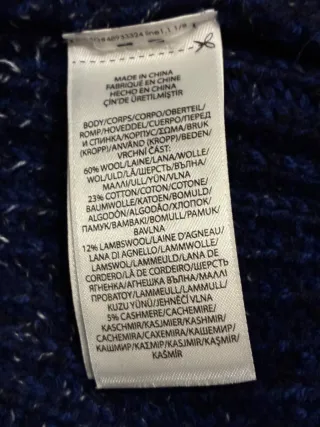 MADE IN CHINA
FABRIQUÉ EN CHINE
HECHO EN CHINA
ÇİN'DE ÜRETİLMİŞTİR
BODY/CORPS/CORPO/OBERTEIL/
ROMP/HOVEDDEL/CUERPO/ПЕРЕД
И СПИНКА/КОРПУС/ΣΩΜΑ/BRUK
(KROPP)/ANVÄND (KROPP)/BEDEN/
VRCHNÍ ČÁST:
60% WOOL/LAINE/LANA/WOLLE/
WOL/ULD/LÃ/ШЕРСТЬ/ВЪЛНА/
ΜΑΛΛΙ/ULL/YÜN/VLNA
23% COTTON/COTON/COTONE/
BAUMWOLLE/KATOEN/BOMULD/
ALGODÓN/ALGODÃO/ХЛОПОК/
ПАМУК/ΒΑΜΒΑΚΙ/BOMULL/PAMUK/
BAVLNA
12% LAMBSWOOL/LAINE D'AGNEAU/
LANA DI AGNELLO/LAMMWOLLE/
LAMSWOL/LAMMEULD/LANA DE
CORDERO/LÃ DE CORDEIRO/ШЕРСТЬ
ЯГНЕНКА/АГНЕШКА ВЪЛНА/ΜΑΛΛΙ
ΠΡΟΒΑΤΟΥ/LAMMEULL/LAMMULL/
KUZU YÜNÜ/JEHNĚČÍ VLNA
5% CASHMERE/CACHEMIRE/
KASCHMIR/KASJMIER/KASHMIR/
CACHEMIRA/CAXEMIRA/КАШЕМИР/
КАШМИР/ΚΑΣΜΙΡ/KASJMIR/KAŞMİR/
KAŠMÍR